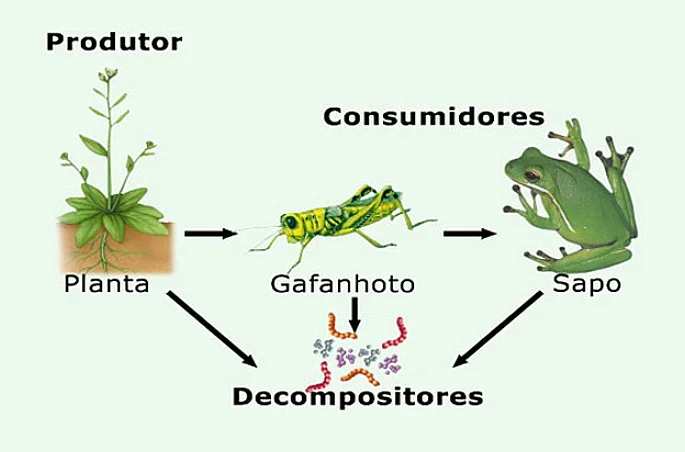 Produtor
Consumidores
Planta
Gafanhoto
Sapo
Decompositores